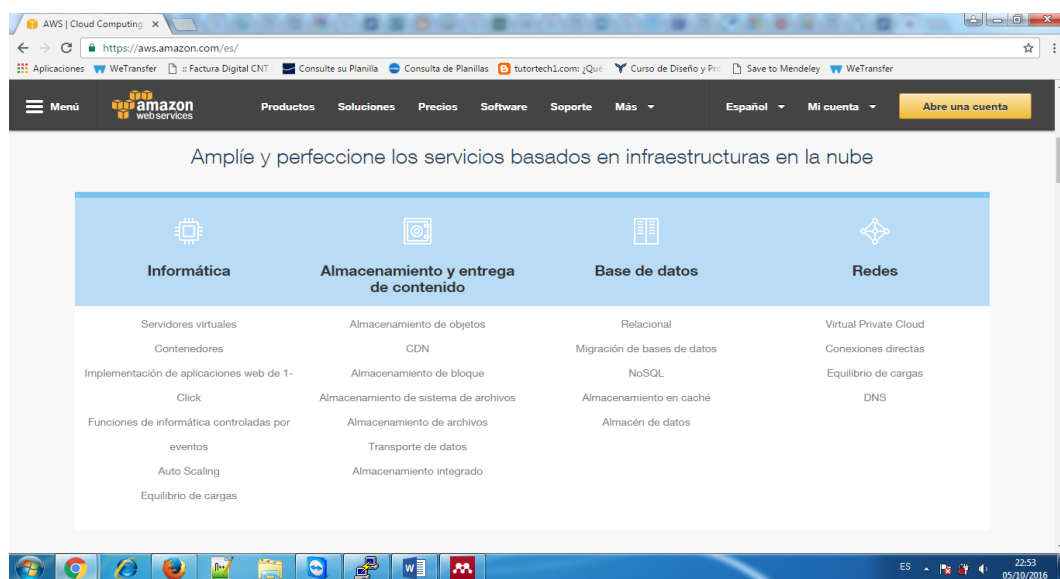 AWS | Cloud Computing
https://aws.amazon.com/es/
Aplicaciones WeTransfer :: Factura Digital CNT Consulte su Planilla Consulta de Planillas tutortech1.com: ¿Qué Curso de Diseño y Pro Save to Mendeley WeTransfer
Menú amazon web services Productos Soluciones Precios Software Soporte Más Español Mi cuenta Abre una cuenta
Amplíe y perfeccione los servicios basados en infraestructuras en la nube
Informática
Servidores virtuales
Contenedores
Implementación de aplicaciones web de 1-
Click
Funciones de informática controladas por
eventos
Auto Scaling
Equilibrio de cargas
Almacenamiento y entrega
de contenido
Almacenamiento de objetos
CDN
Almacenamiento de bloque
Almacenamiento de sistema de archivos
Almacenamiento de archivos
Transporte de datos
Almacenamiento integrado
Base de datos
Relacional
Migración de bases de datos
NoSQL
Almacenamiento en caché
Almacén de datos
Redes
Virtual Private Cloud
Conexiones directas
Equilibrio de cargas
DNS
ES
22:53
05/10/2016